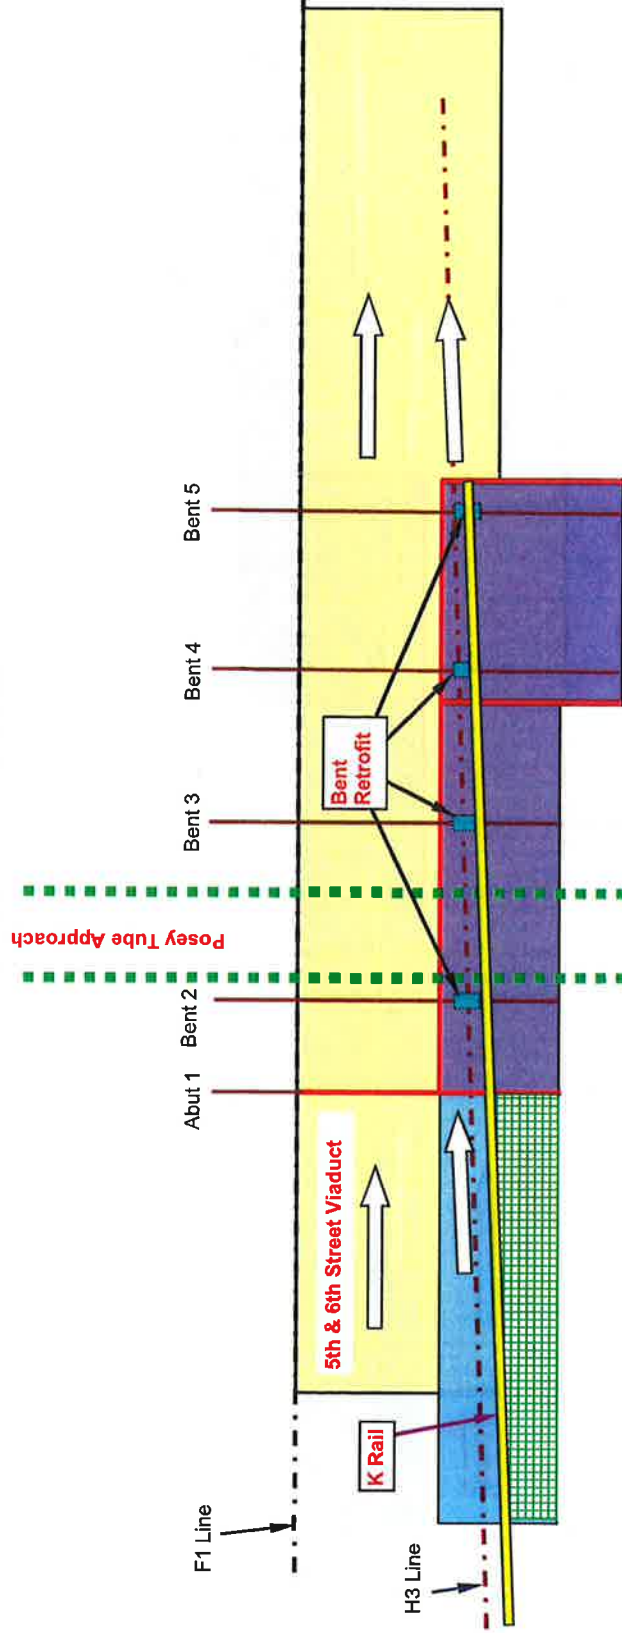 F1 Line
H3 Line
K Rail
5th & 6th Street Viaduct
Abut 1
Bent 2
Posey Tube Approach
Bent 3
Bent 4
Bent 5
Bent
Retrofit